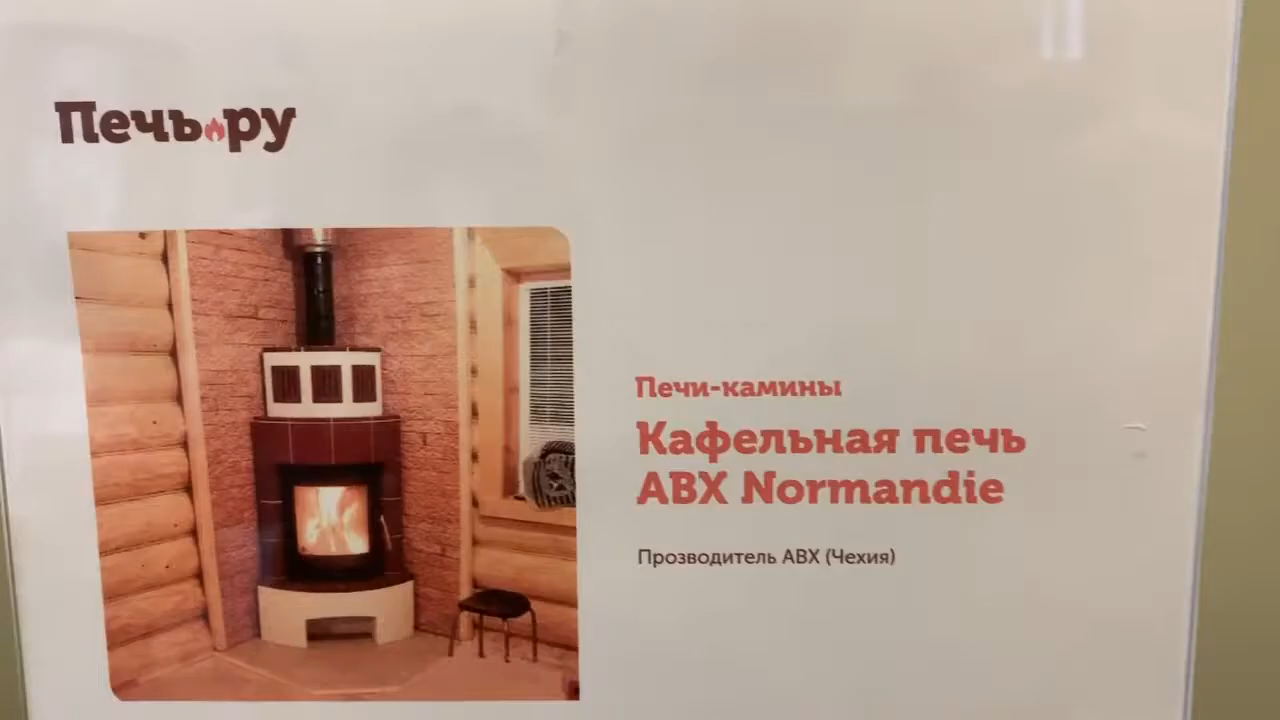 Печь.ру
Печи-камины
Кафельная печь
ABX Normandie
Прозводитель ABX (Чехия)